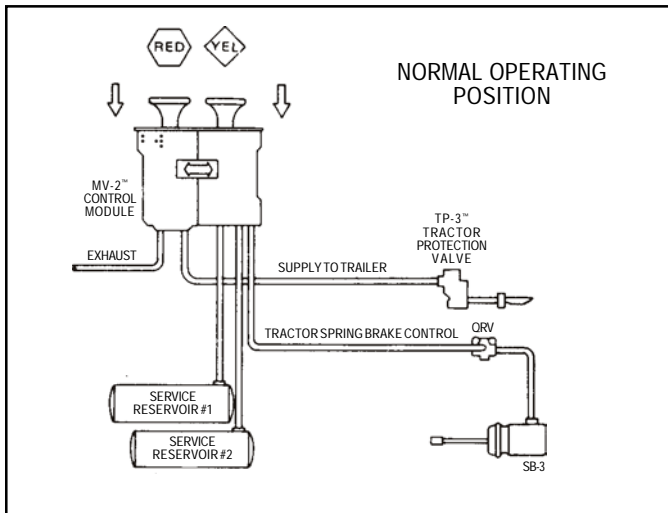 RED
YEL
NORMAL OPERATING
POSITION
MV-2™
CONTROL
MODULE
TP-3™
TRACTOR
PROTECTION
VALVE
EXHAUST
SUPPLY TO TRAILER
TRACTOR SPRING BRAKE CONTROL
QRV
SERVICE
RESERVOIR #1
SERVICE
RESERVOIR #2
SB-3